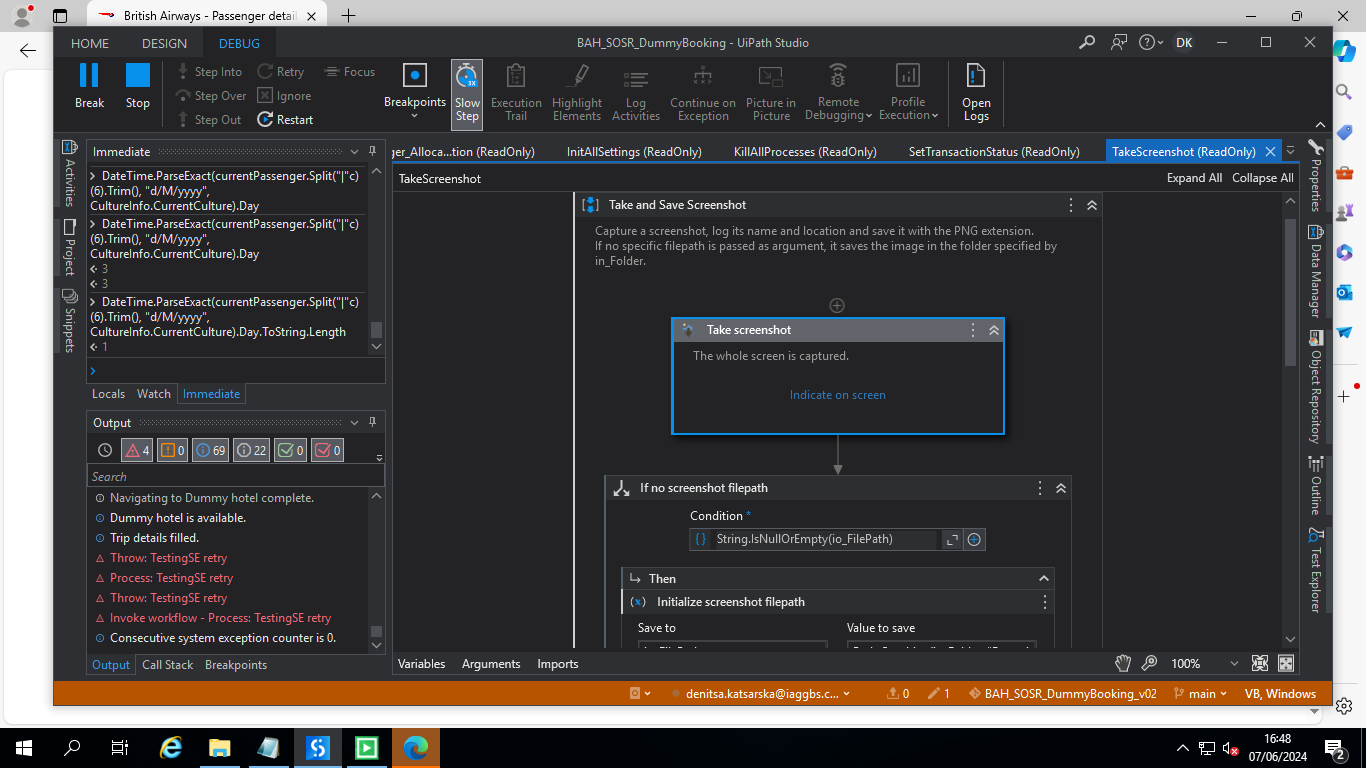 British Airways - Passenger detail
HOME
DESIGN
DEBUG
BAH_SOSR_DummyBooking - UiPath Studio
DK
Break
Stop
Step Into
Step Over
Step Out
Retry
Ignore
Restart
Focus
Breakpoints
Slow
Step
3X
Execution
Trail
Highlight
Elements
Log
Activities
Continue on
Exception
Picture in
Picture
Remote
Debugging
Profile
Execution
Open
Logs
Activities
Project
Snippets
Immediate
DateTime.ParseExact(currentPassenger.Split("|"c)
(6).Trim(), "d/M/yyyy",
CultureInfo.CurrentCulture).Day
DateTime.ParseExact(currentPassenger.Split("|"c)
(6).Trim(), "d/M/yyyy",
CultureInfo.CurrentCulture).Day
3
3
DateTime.ParseExact(currentPassenger.Split("|"c)
(6).Trim(), "d/M/yyyy",
CultureInfo.CurrentCulture).Day.ToString.Length
1
Locals
Watch
Immediate
Output
4
0
69
22
0
0
Search
Navigating to Dummy hotel complete.
Dummy hotel is available.
Trip details filled.
Throw: TestingSE retry
Process: TestingSE retry
Throw: TestingSE retry
Invoke workflow - Process: TestingSE retry
Consecutive system exception counter is 0.
Output
Call Stack
Breakpoints
ger_Alloca...tion (ReadOnly)
InitAllSettings (ReadOnly)
KillAllProcesses (ReadOnly)
SetTransactionStatus (ReadOnly)
TakeScreenshot (ReadOnly)
TakeScreenshot
Expand All
Collapse All
Take and Save Screenshot
Capture a screenshot, log its name and location and save it with the PNG extension.
If no specific filepath is passed as argument, it saves the image in the folder specified by
in_Folder.
Take screenshot
The whole screen is captured.
Indicate on screen
If no screenshot filepath
Condition *
String.IsNullOrEmpty(io_FilePath)
Then
Initialize screenshot filepath
Save to
Value to save
Variables
Arguments
Imports
100%
Properties
Data Manager
Object Repository
Outline
Test Explorer
denitsa.katsarska@iaggbs.c...
0
1
BAH_SOSR_DummyBooking_v02
main
VB, Windows
16:48
07/06/2024
2